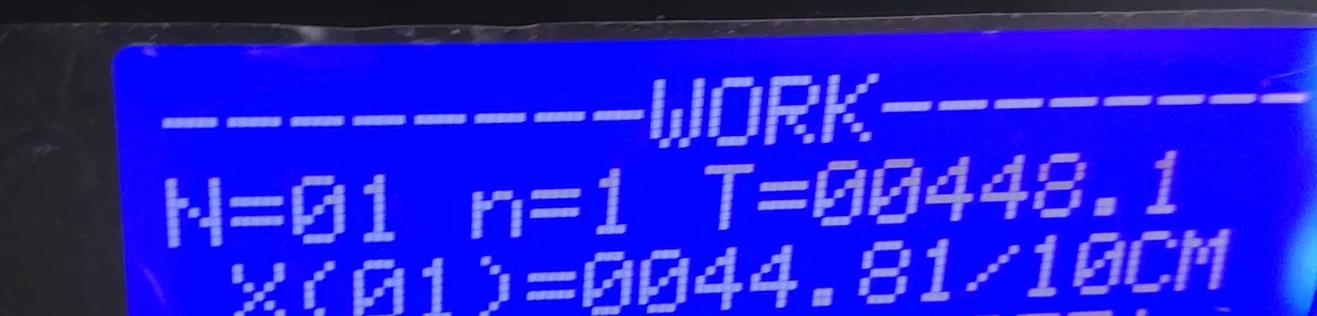 --------WORK--------
N=01 n=1 T=00448.1
X(01)=0044.81/10CM